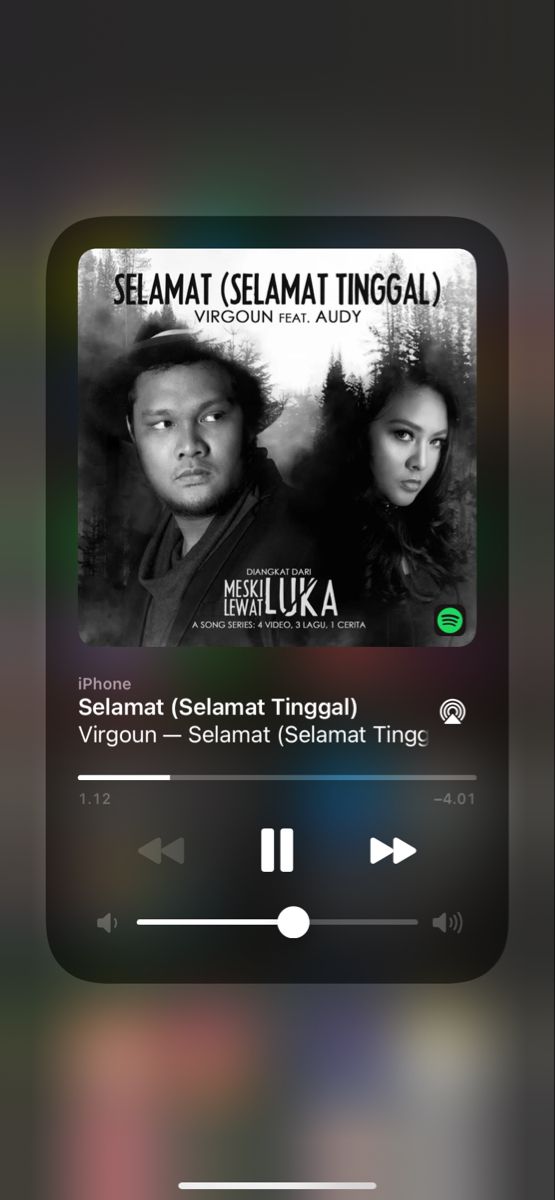 SELAMAT (SELAMAT TINGGAL)
VIRGOUN FEAT. AUDY
DIANGKAT DARI
MESKI
LEWAT LUKA
A SONG SERIES: 4 VIDEO, 3 LAGU, 1 CERITA
iPhone
Selamat (Selamat Tinggal)
Virgoun — Selamat (Selamat Tingg
1.12
–4.01